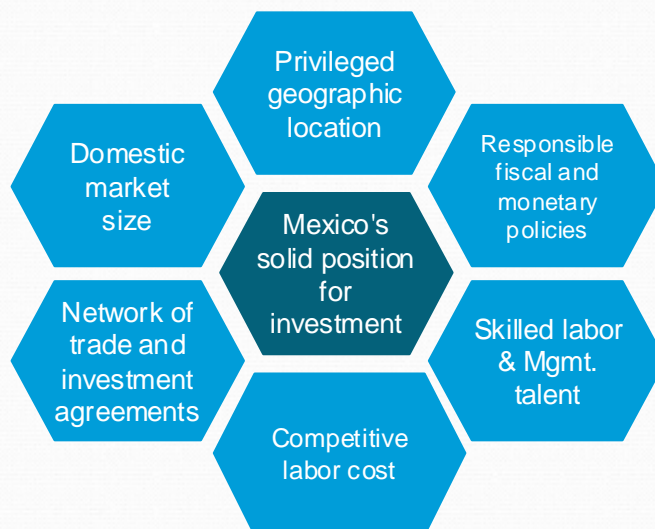 Privileged
geographic
location
Domestic
market
size
Responsible
fiscal and
monetary
policies
Mexico's
solid position
for
investment
Network of
trade and
investment
agreements
Skilled labor
& Mgmt.
talent
Competitive
labor cost